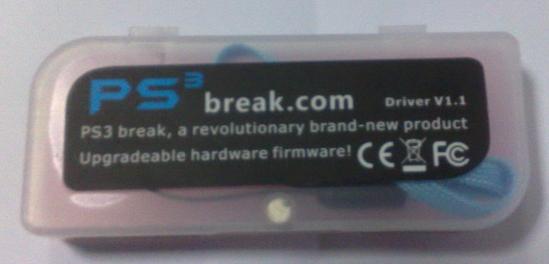 PS3 break.com Driver V1.1
PS3 break, a revolutionary brand-new product
Upgradeable hardware firmware! CE FC